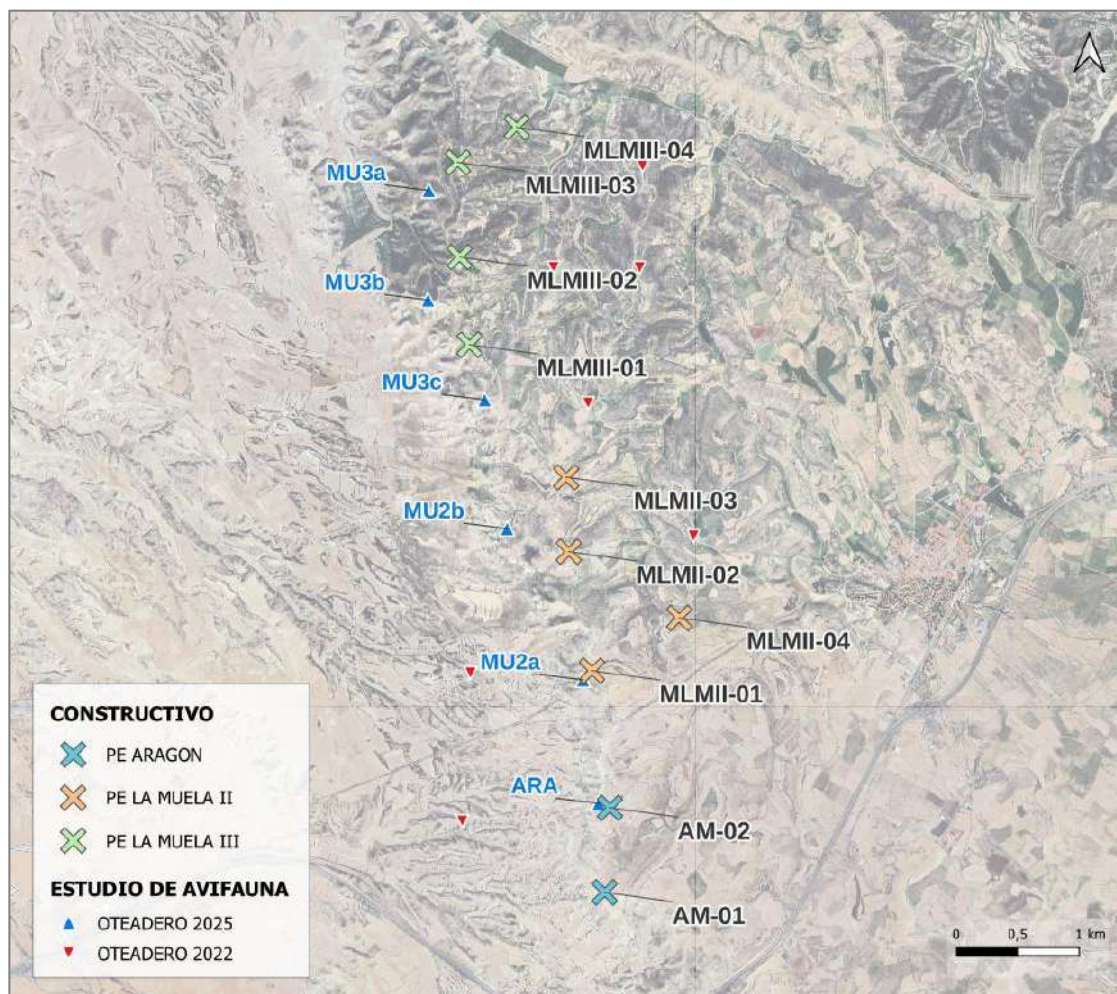 MLMIII-04
MU3a
MLMIII-03
MU3b
MLMIII-02
MLMIII-01
MU3c
MLMII-03
MU2b
MLMII-02
MLMII-04
MU2a
MLMII-01
ARA
AM-02
AM-01
CONSTRUCTIVO
PE ARAGON
PE LA MUELA II
PE LA MUELA III
ESTUDIO DE AVIFAUNA
OTEADERO 2025
OTEADERO 2022
0 0,5 1 km